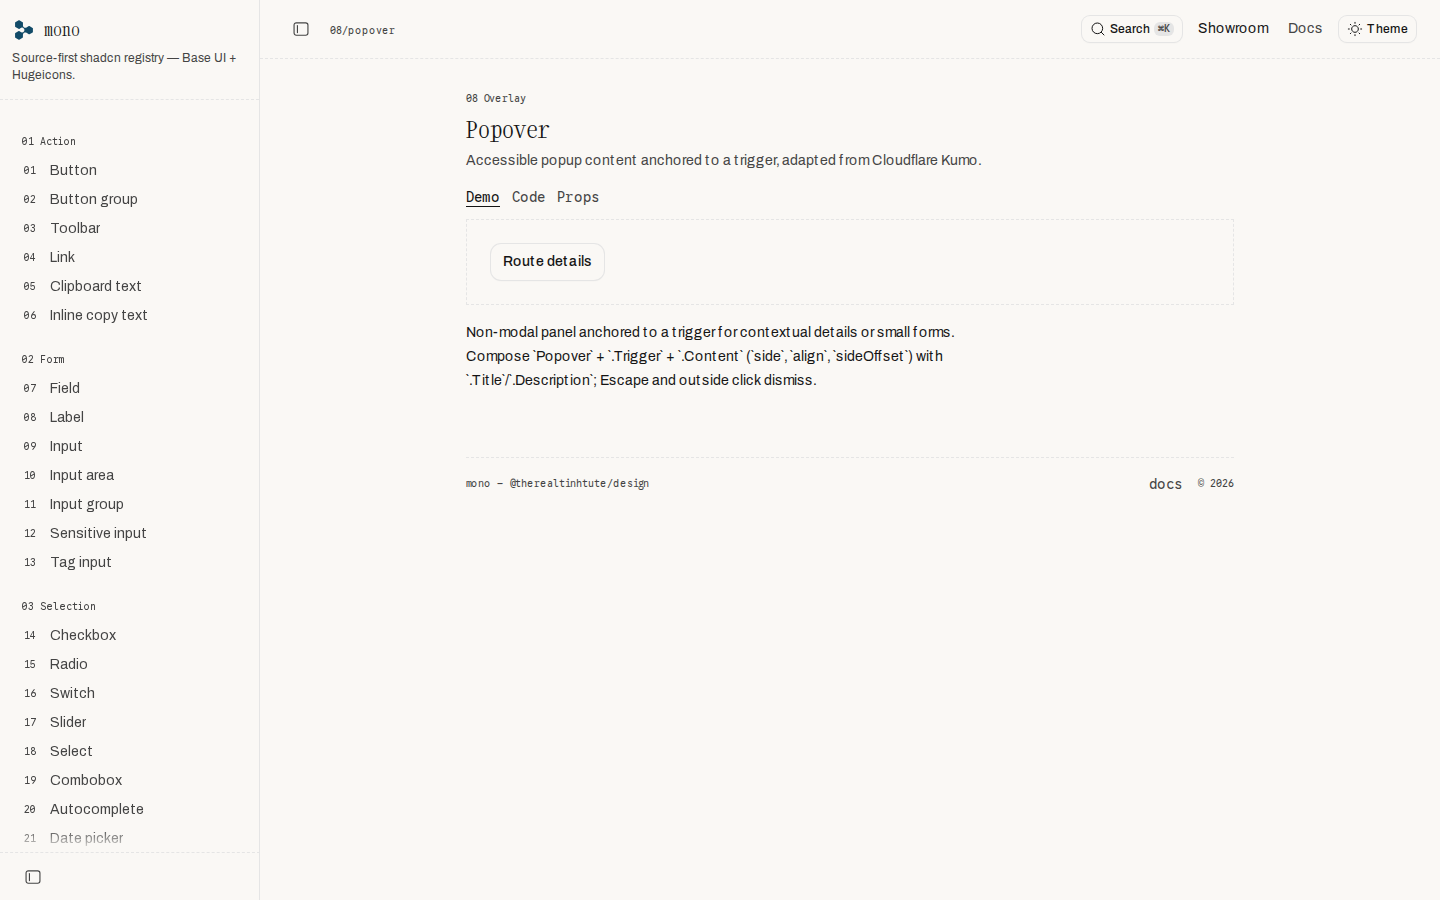 mono
Source-first shadcn registry — Base UI +
Hugeicons.
01 Action
01 Button
02 Button group
03 Toolbar
04 Link
05 Clipboard text
06 Inline copy text
02 Form
07 Field
08 Label
09 Input
10 Input area
11 Input group
12 Sensitive input
13 Tag input
03 Selection
14 Checkbox
15 Radio
16 Switch
17 Slider
18 Select
19 Combobox
20 Autocomplete
21 Date picker
08/popover
Search ⌘K
Showroom
Docs
Theme
08 Overlay
Popover
Accessible popup content anchored to a trigger, adapted from Cloudflare Kumo.
Demo Code Props
Route details
Non-modal panel anchored to a trigger for contextual details or small forms.
Compose `Popover` + `.Trigger` + `.Content` (`side`, `align`, `sideOffset`) with
`.Title`/`.Description`; Escape and outside click dismiss.
mono — @therealtinhtute/design
docs © 2026